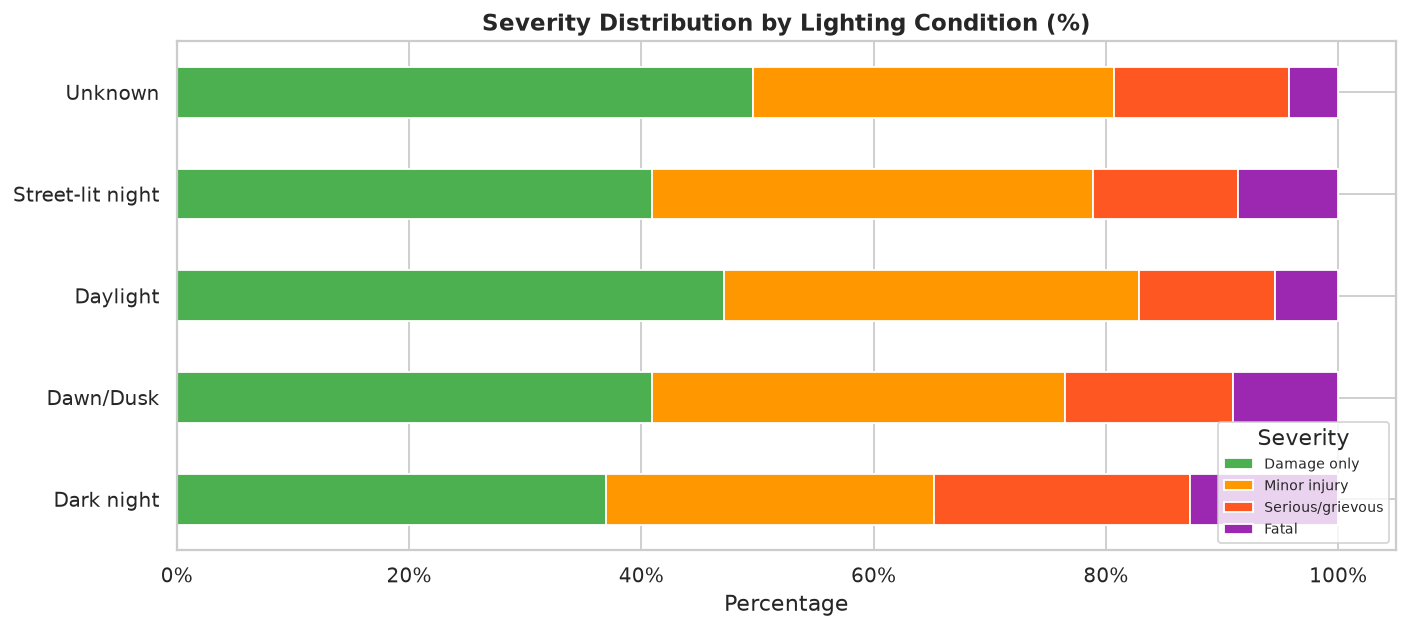 Severity Distribution by Lighting Condition (%)
Unknown
Street-lit night
Daylight
Dawn/Dusk
Dark night
Severity
Damage only
Minor injury
Serious/grievous
Fatal
0% 20% 40% 60% 80% 100%
Percentage